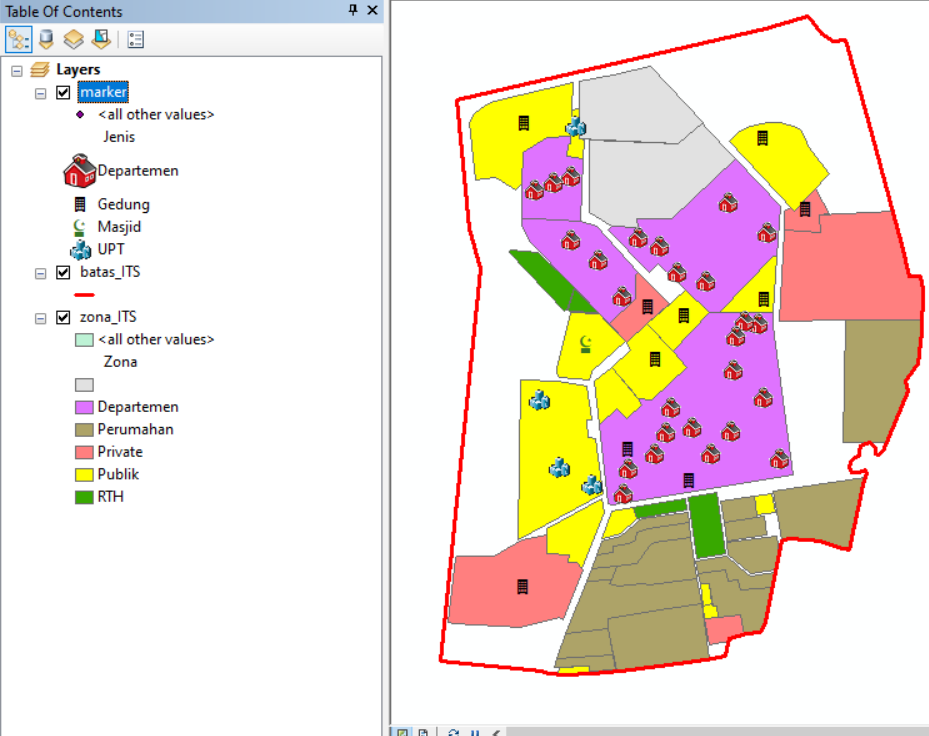 Table Of Contents
Layers
marker
<all other values>
Jenis
Departemen
Gedung
Masjid
UPT
batas_ITS
zona_ITS
<all other values>
Zona
Departemen
Perumahan
Private
Publik
RTH